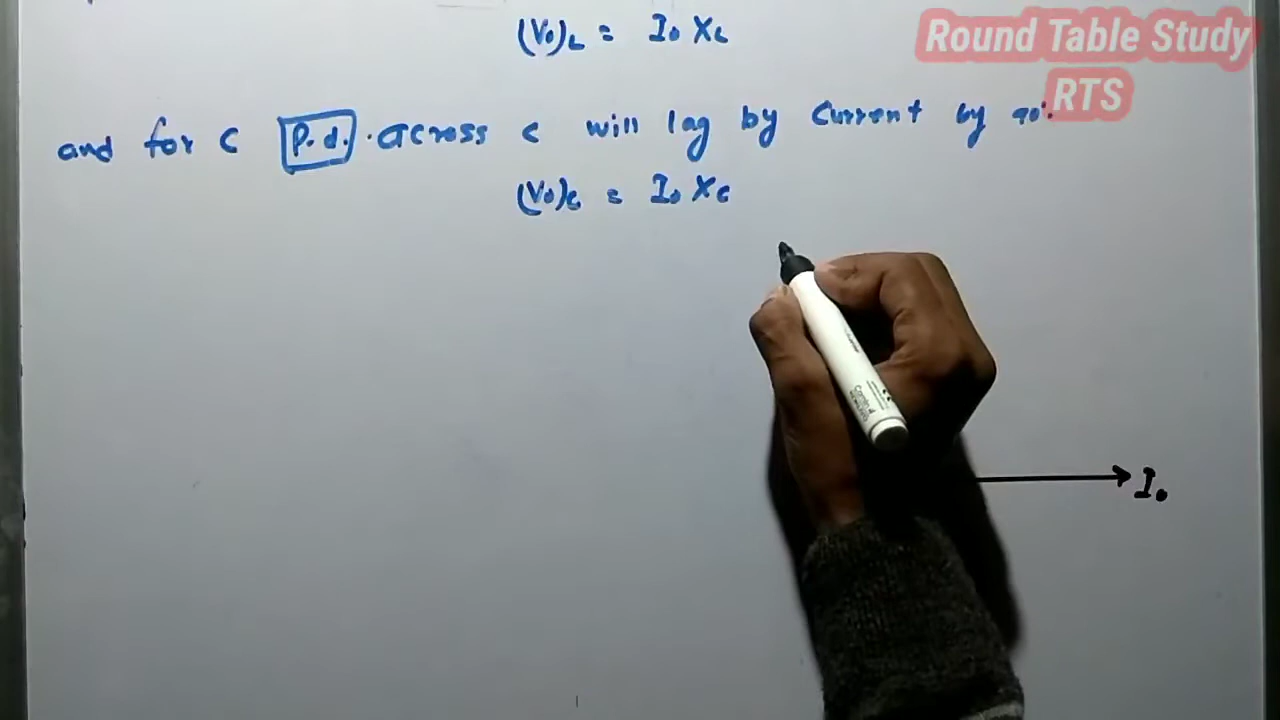 (V₀)L = I₀ XL
Round Table Study
RTS
and for C P.d. across C will lag by Current by 90°
(V₀)C = I₀ XC
I₀